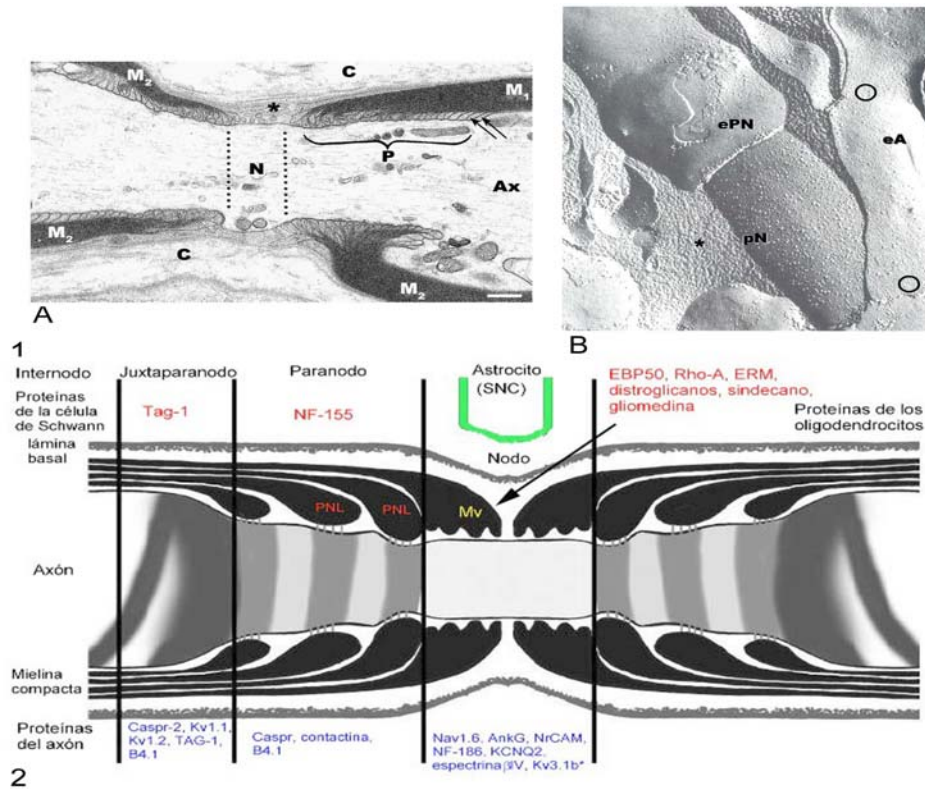 C
M₂
*
M₁
N
P
Ax
M₂
C
M₂
A
ePN
eA
*
pN
B
1
Internodo
Juxtaparanodo
Paranodo
Astrocito
(SNC)
EBP50, Rho-A, ERM,
distroglicanos, sindecano,
gliomedina
Proteínas
de la célula
de Schwann
Tag-1
NF-155
Proteínas de los
oligodendrocitos
lámina
basal
Nodo
PNL
PNL
Mv
Axón
Mielina
compacta
Proteínas
del axón
Caspr-2, Kv1.1,
Kv1.2, TAG-1,
B4.1
Caspr, contactina,
B4.1
Nav1.6, AnkG, NrCAM,
NF-186, KCNQ2,
espectrina βIV, Kv3.1b*
2